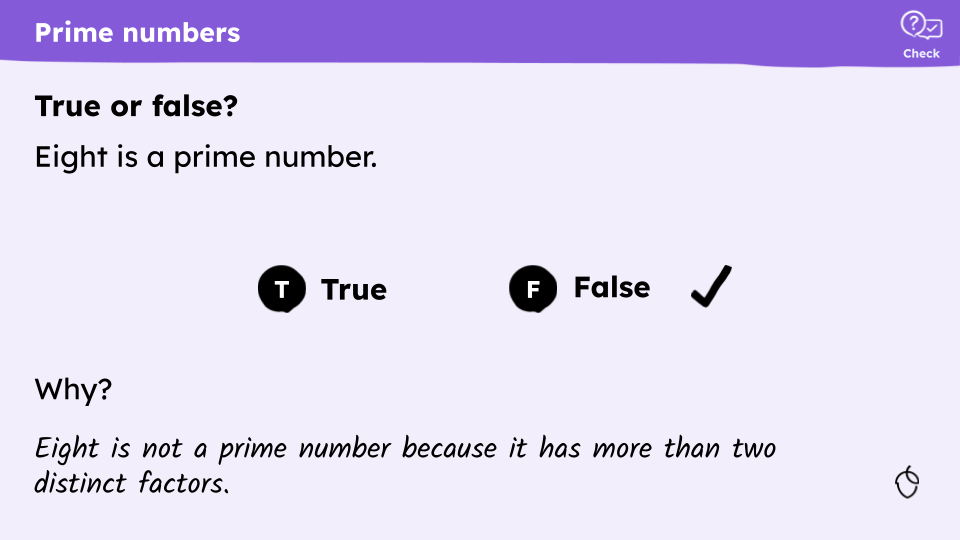 Prime numbers
Check
True or false?
Eight is a prime number.
T True
F False
Why?
Eight is not a prime number because it has more than two
distinct factors.